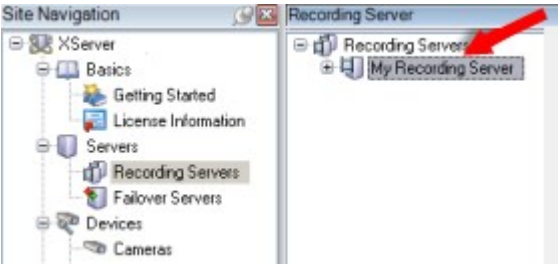 Site Navigation
XServer
Basics
Getting Started
License Information
Servers
Recording Servers
Failover Servers
Devices
Cameras
Recording Server
Recording Servers
My Recording Server